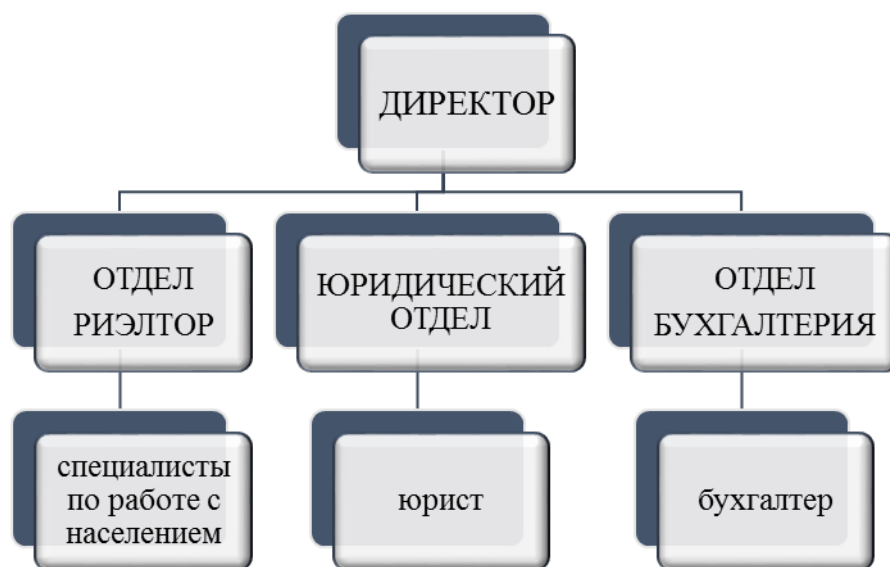 ДИРЕКТОР
ОТДЕЛ
РИЭЛТОР
ЮРИДИЧЕСКИЙ
ОТДЕЛ
ОТДЕЛ
БУХГАЛТЕРИЯ
специалисты
по работе с
населением
юрист
бухгалтер